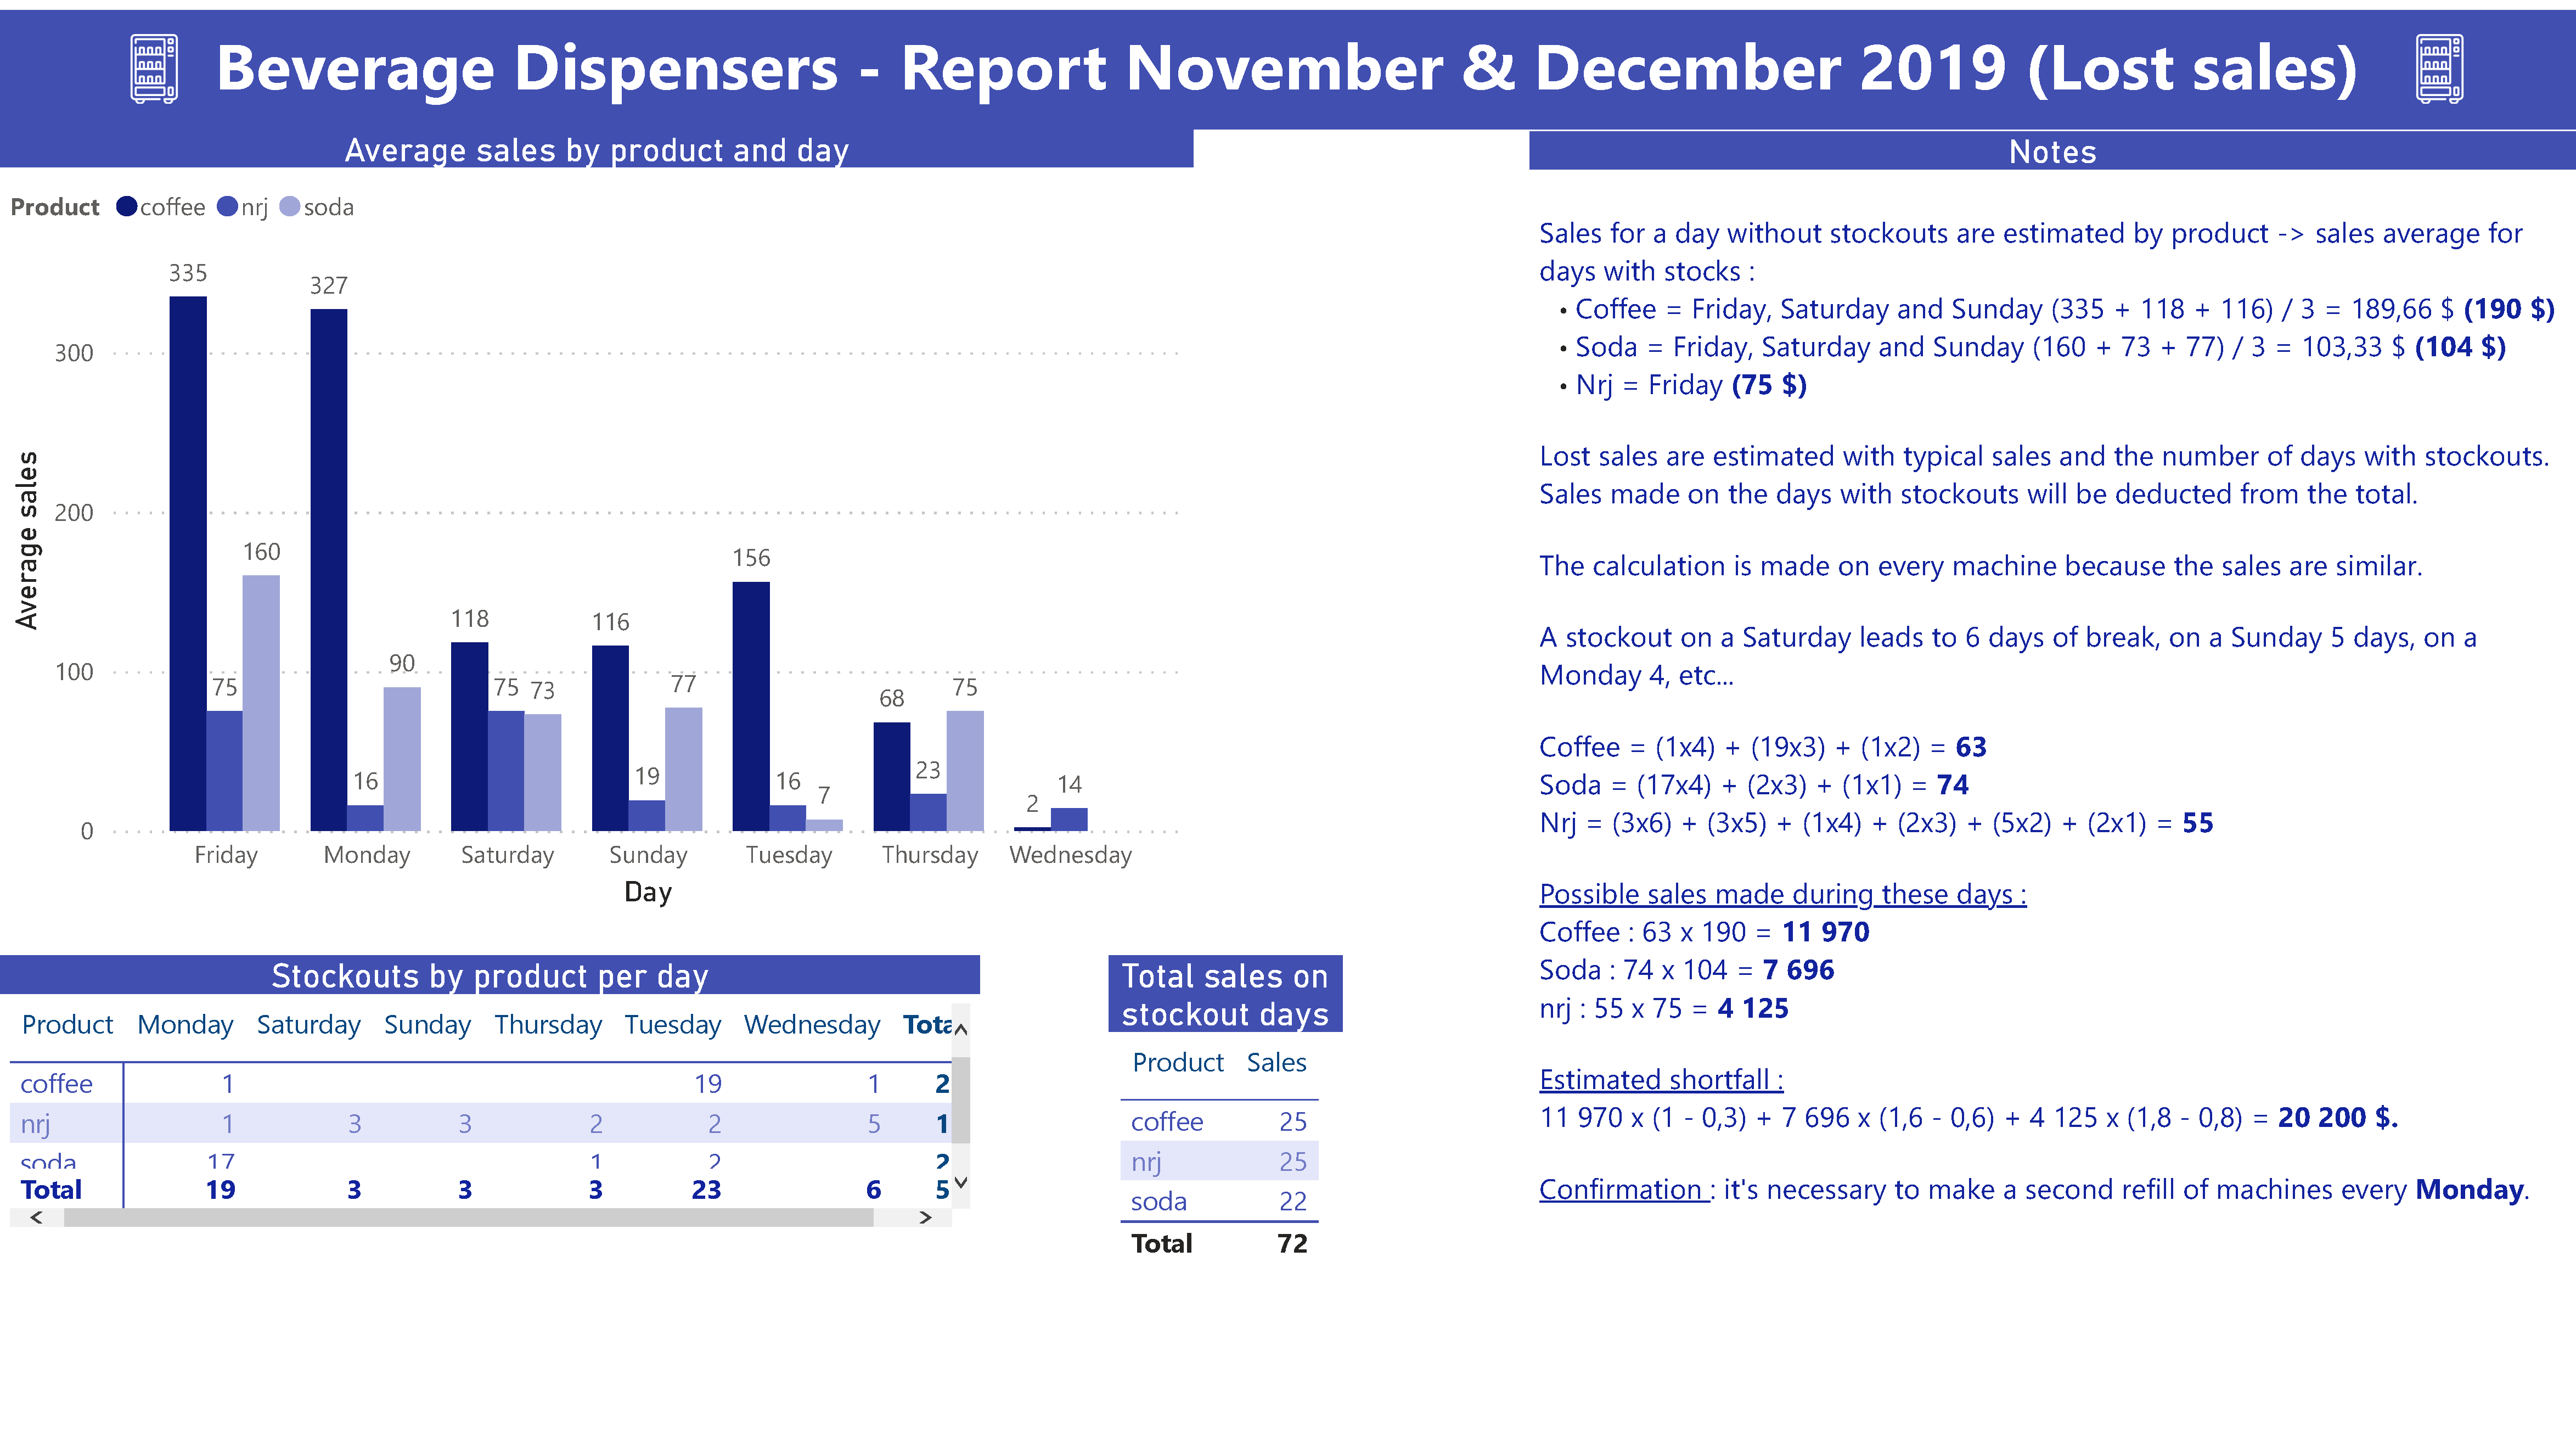 Beverage Dispensers - Report November & December 2019 (Lost sales)
Average sales by product and day
Product coffee nrj soda
335
327
300
200
160
156
118
116
100
90
75
75 73
77
68
75
16
19
16
7
23
2
14
0
Average sales
Friday Monday Saturday Sunday Tuesday Thursday Wednesday
Day
Stockouts by product per day
Product Monday Saturday Sunday Thursday Tuesday Wednesday
coffee 1 19 1 2
nrj 1 3 3 2 2 5 1
soda 17 1 2 2
Total 19 3 3 3 23 6 5
Total sales on
stockout days
Product Sales
coffee 25
nrj 25
soda 22
Total 72
Notes
Sales for a day without stockouts are estimated by product -> sales average for
days with stocks :
• Coffee = Friday, Saturday and Sunday (335 + 118 + 116) / 3 = 189,66 $ (190 $)
• Soda = Friday, Saturday and Sunday (160 + 73 + 77) / 3 = 103,33 $ (104 $)
• Nrj = Friday (75 $)
Lost sales are estimated with typical sales and the number of days with stockouts.
Sales made on the days with stockouts will be deducted from the total.
The calculation is made on every machine because the sales are similar.
A stockout on a Saturday leads to 6 days of break, on a Sunday 5 days, on a
Monday 4, etc...
Coffee = (1x4) + (19x3) + (1x2) = 63
Soda = (17x4) + (2x3) + (1x1) = 74
Nrj = (3x6) + (3x5) + (1x4) + (2x3) + (5x2) + (2x1) = 55
Possible sales made during these days :
Coffee : 63 x 190 = 11 970
Soda : 74 x 104 = 7 696
nrj : 55 x 75 = 4 125
Estimated shortfall :
11 970 x (1 - 0,3) + 7 696 x (1,6 - 0,6) + 4 125 x (1,8 - 0,8) = 20 200 $.
Confirmation : it's necessary to make a second refill of machines every Monday.